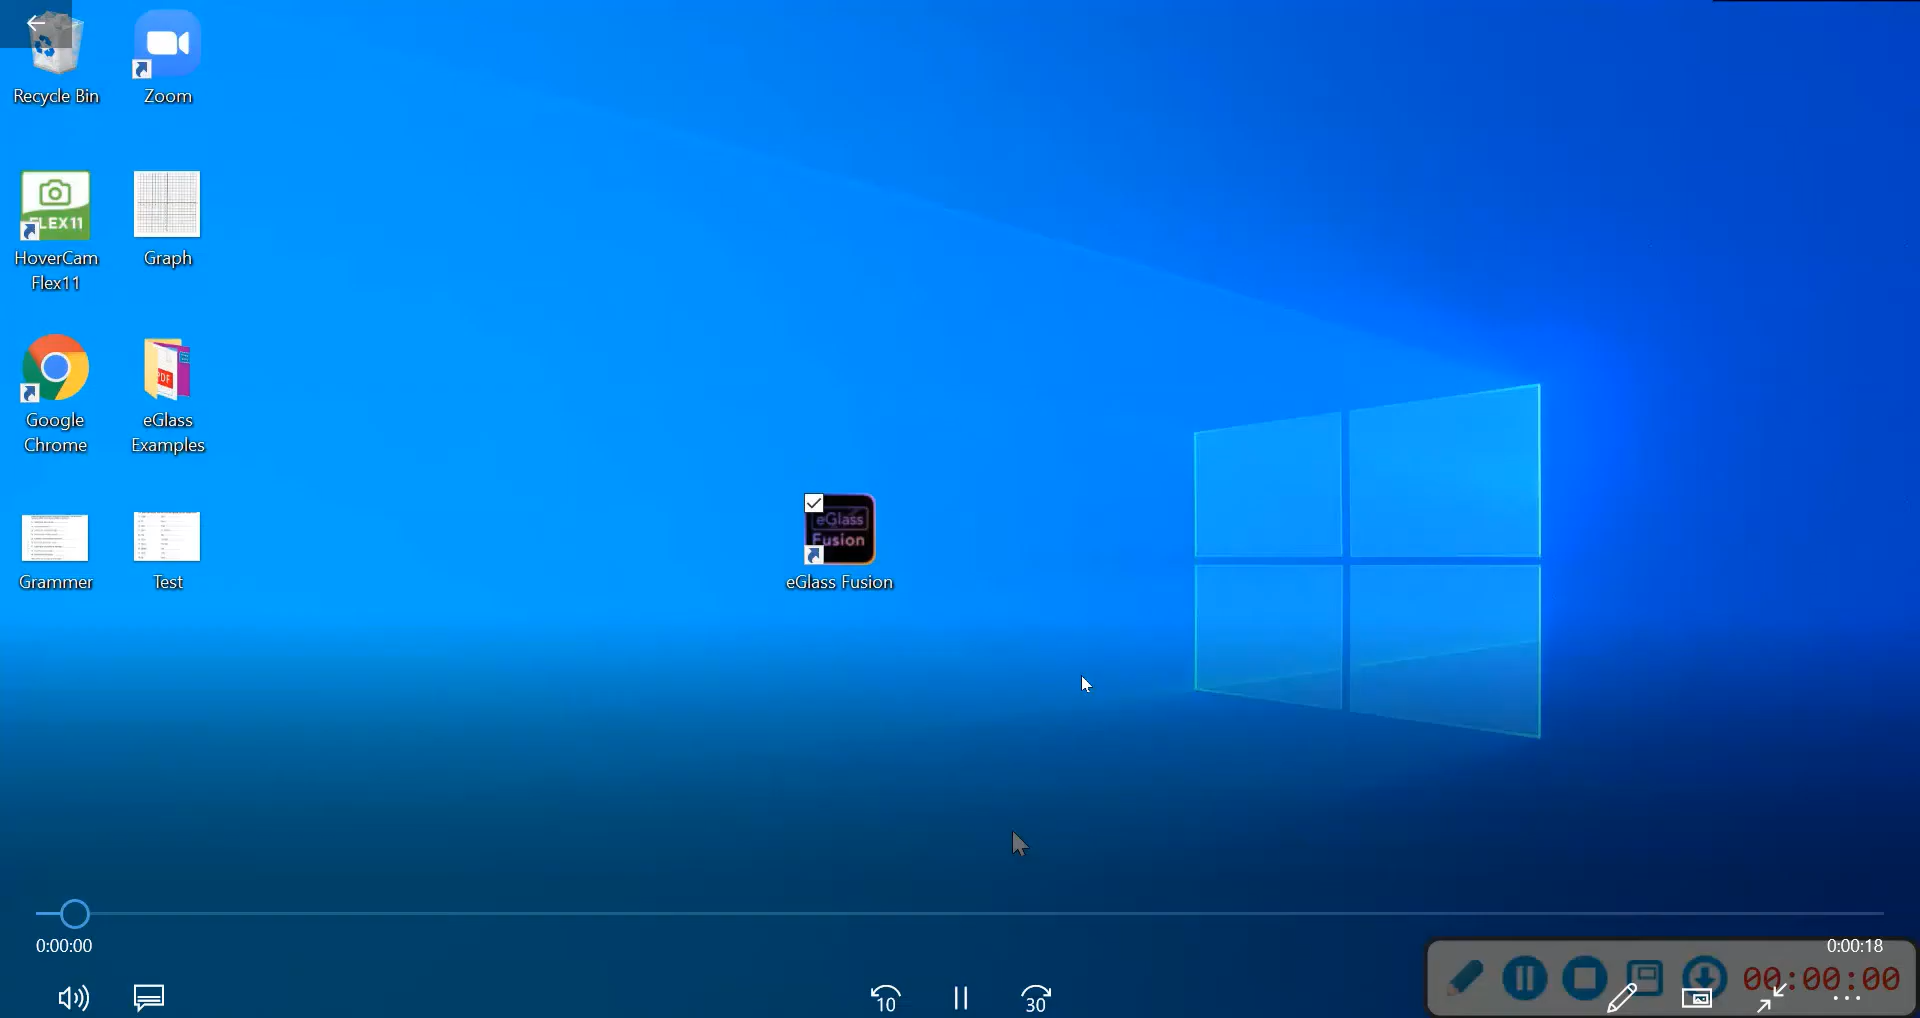 Recycle Bin
Zoom
FLEX11
HoverCam
Flex11
Graph
Google
Chrome
PDF
eGlass
Examples
Grammer
Test
eGlass
Fusion
eGlass Fusion
0:00:00
0:00:18
10
30
00:00:00